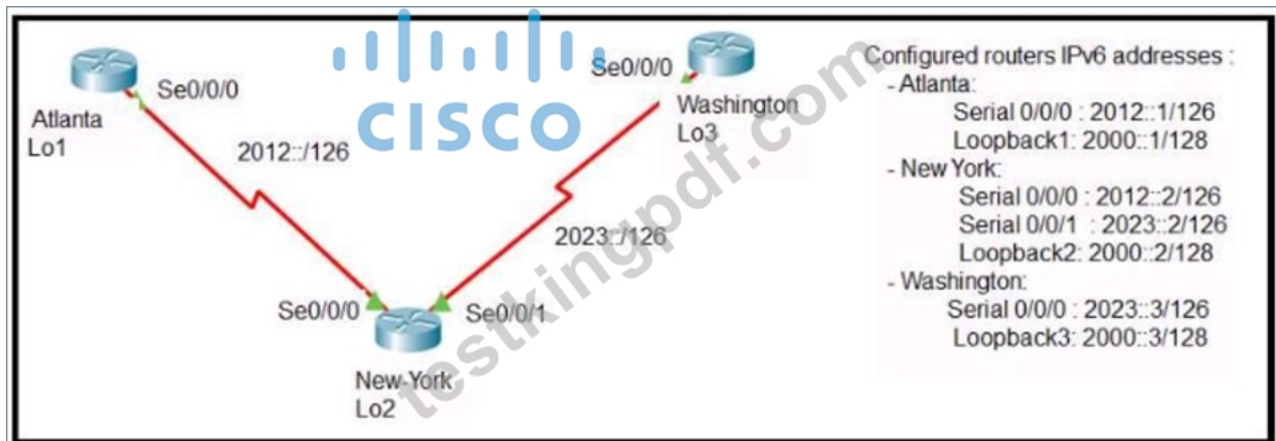 CISCO
Se0/0/0
Atlanta
Lo1
2012::/126
Se0/0/0
Washington
Lo3
2023::/126
Se0/0/0
Se0/0/1
New-York
Lo2
Configured routers IPv6 addresses :
- Atlanta:
Serial 0/0/0 : 2012::1/126
Loopback1: 2000::1/128
- New York:
Serial 0/0/0 : 2012::2/126
Serial 0/0/1 : 2023::2/126
Loopback2: 2000::2/128
- Washington:
Serial 0/0/0 : 2023::3/126
Loopback3: 2000::3/128
testkingpdf.com